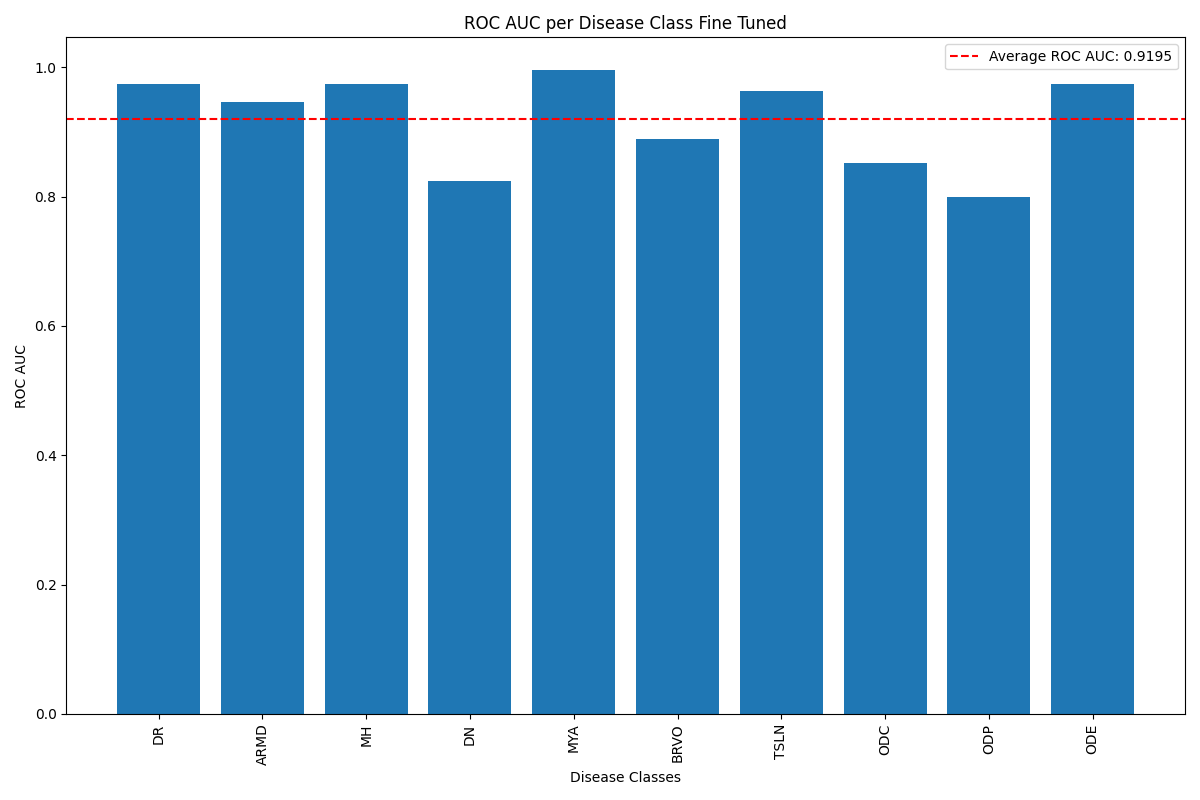 ROC AUC per Disease Class Fine Tuned
Average ROC AUC: 0.9195
1.0
0.8
0.6
0.4
0.2
0.0
ROC AUC
DR
ARMD
MH
DN
MYA
BRVO
TSLN
ODC
ODP
ODE
Disease Classes